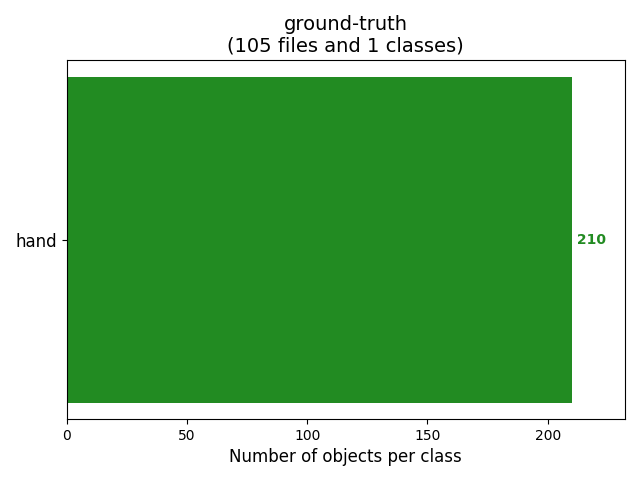 ground-truth
(105 files and 1 classes)
hand
210
0 50 100 150 200
Number of objects per class